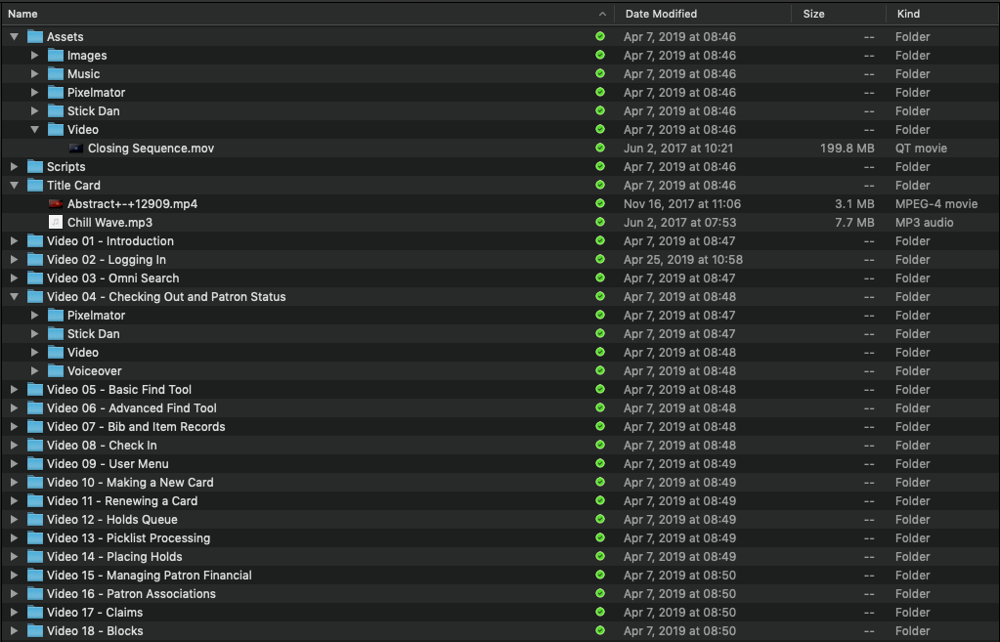 Name Date Modified Size Kind
Assets Apr 7, 2019 at 08:46 -- Folder
Images Apr 7, 2019 at 08:46 -- Folder
Music Apr 7, 2019 at 08:46 -- Folder
Pixelmator Apr 7, 2019 at 08:46 -- Folder
Stick Dan Apr 7, 2019 at 08:46 -- Folder
Video Apr 7, 2019 at 08:46 -- Folder
Closing Sequence.mov Jun 2, 2017 at 10:21 199.8 MB QT movie
Scripts Apr 7, 2019 at 08:46 -- Folder
Title Card Apr 7, 2019 at 08:46 -- Folder
Abstract+-+12909.mp4 Nov 16, 2017 at 11:06 3.1 MB MPEG-4 movie
Chill Wave.mp3 Jun 2, 2017 at 07:53 7.7 MB MP3 audio
Video 01 - Introduction Apr 7, 2019 at 08:47 -- Folder
Video 02 - Logging In Apr 25, 2019 at 10:58 -- Folder
Video 03 - Omni Search Apr 7, 2019 at 08:47 -- Folder
Video 04 - Checking Out and Patron Status Apr 7, 2019 at 08:48 -- Folder
Pixelmator Apr 7, 2019 at 08:47 -- Folder
Stick Dan Apr 7, 2019 at 08:47 -- Folder
Video Apr 7, 2019 at 08:48 -- Folder
Voiceover Apr 7, 2019 at 08:48 -- Folder
Video 05 - Basic Find Tool Apr 7, 2019 at 08:48 -- Folder
Video 06 - Advanced Find Tool Apr 7, 2019 at 08:48 -- Folder
Video 07 - Bib and Item Records Apr 7, 2019 at 08:48 -- Folder
Video 08 - Check In Apr 7, 2019 at 08:48 -- Folder
Video 09 - User Menu Apr 7, 2019 at 08:49 -- Folder
Video 10 - Making a New Card Apr 7, 2019 at 08:49 -- Folder
Video 11 - Renewing a Card Apr 7, 2019 at 08:49 -- Folder
Video 12 - Holds Queue Apr 7, 2019 at 08:49 -- Folder
Video 13 - Picklist Processing Apr 7, 2019 at 08:49 -- Folder
Video 14 - Placing Holds Apr 7, 2019 at 08:49 -- Folder
Video 15 - Managing Patron Financial Apr 7, 2019 at 08:50 -- Folder
Video 16 - Patron Associations Apr 7, 2019 at 08:50 -- Folder
Video 17 - Claims Apr 7, 2019 at 08:50 -- Folder
Video 18 - Blocks Apr 7, 2019 at 08:50 -- Folder